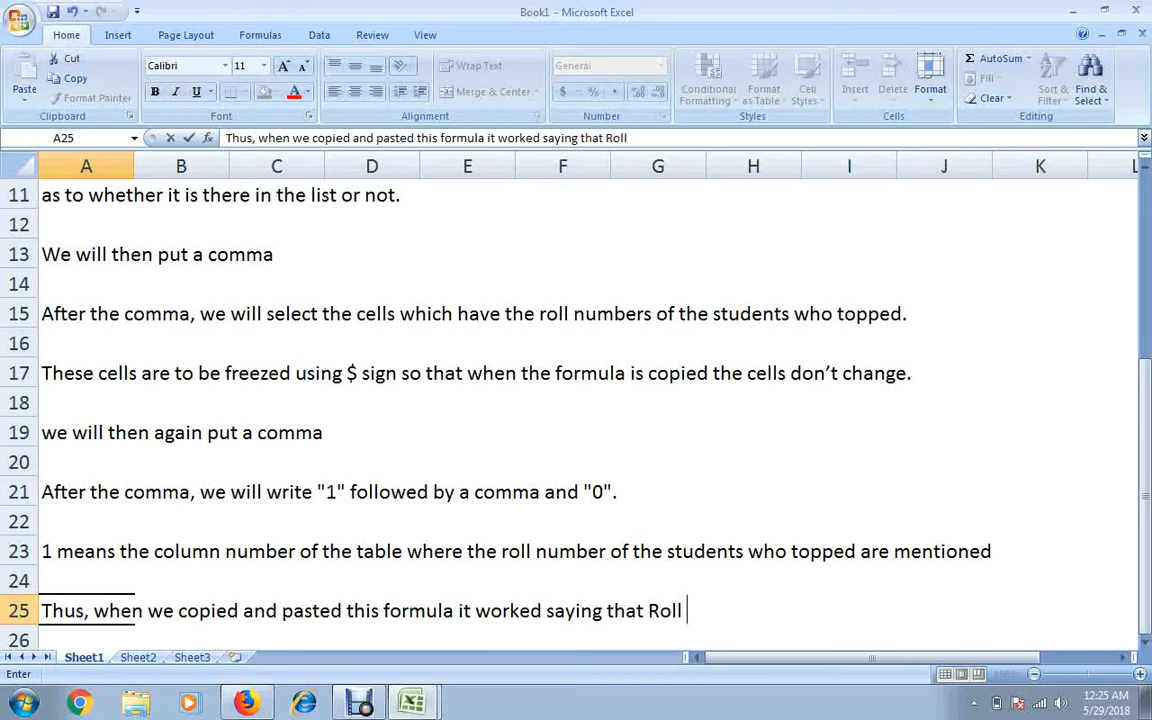 Book1 - Microsoft Excel
Home Insert Page Layout Formulas Data Review View
Cut
Copy
Format Painter
Paste
Clipboard
Calibri 11
B I U
Font
Wrap Text
Merge & Center
Alignment
General
$ % ,
Number
Conditional Formatting
Format as Table
Cell Styles
Styles
Insert Delete Format
Cells
Σ AutoSum
Fill
Clear
Sort & Filter
Find & Select
Editing
A25 fx Thus, when we copied and pasted this formula it worked saying that Roll
A B C D E F G H I J K L
11 as to whether it is there in the list or not.
12
13 We will then put a comma
14
15 After the comma, we will select the cells which have the roll numbers of the students who topped.
16
17 These cells are to be freezed using $ sign so that when the formula is copied the cells don’t change.
18
19 we will then again put a comma
20
21 After the comma, we will write "1" followed by a comma and "0".
22
23 1 means the column number of the table where the roll number of the students who topped are mentioned
24
25 Thus, when we copied and pasted this formula it worked saying that Roll
26
Sheet1 Sheet2 Sheet3
Enter
12:25 AM
5/29/2018